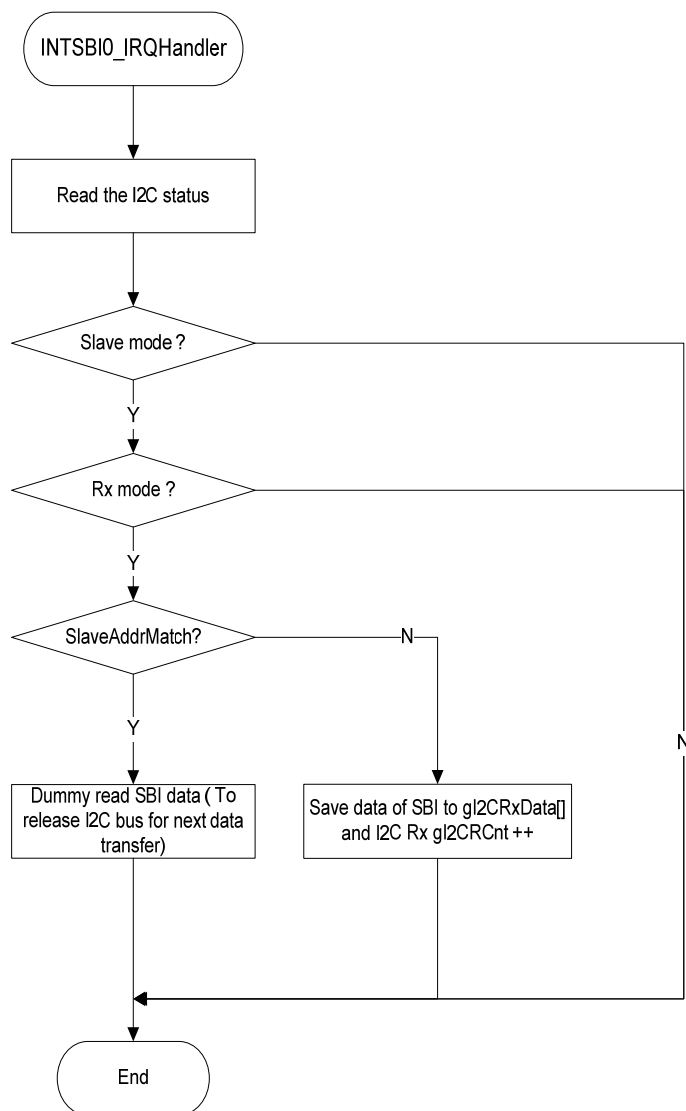 INTSBI0_IRQHandler
Read the I2C status
Slave mode ?
Y
Rx mode ?
Y
SlaveAddrMatch?
N
Y
N
Dummy read SBI data ( To
release I2C bus for next data
transfer)
Save data of SBI to gI2CRxData[]
and I2C Rx gI2CRCnt ++
End